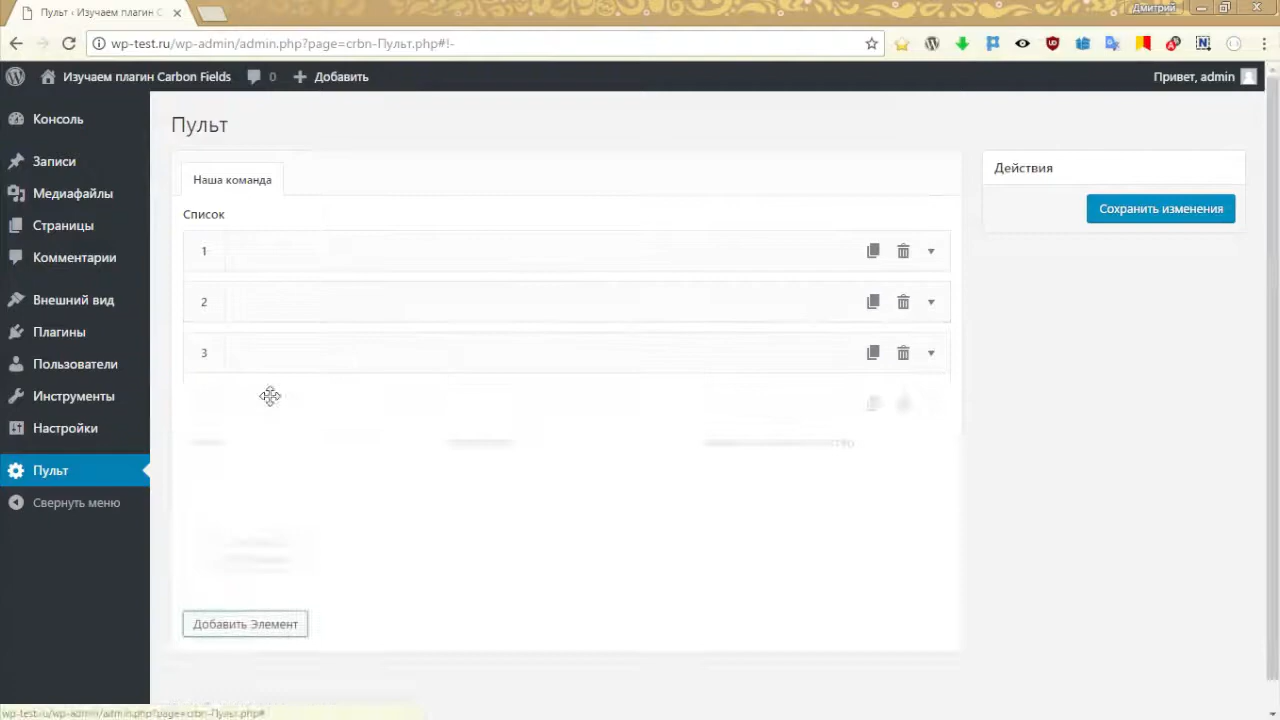 Пульт ‹ Изучаем плагин C
Дмитрий
wp-test.ru/wp-admin/admin.php?page=crbn-Пульт.php#!-
Изучаем плагин Carbon Fields
0
Добавить
Привет, admin
Консоль
Записи
Медиафайлы
Страницы
Комментарии
Внешний вид
Плагины
Пользователи
Инструменты
Настройки
Пульт
Свернуть меню
Пульт
Наша команда
Список
1
2
3
Добавить Элемент
Действия
Сохранить изменения
wp-test.ru/wp-admin/admin.php?page=crbn-Пульт.php#